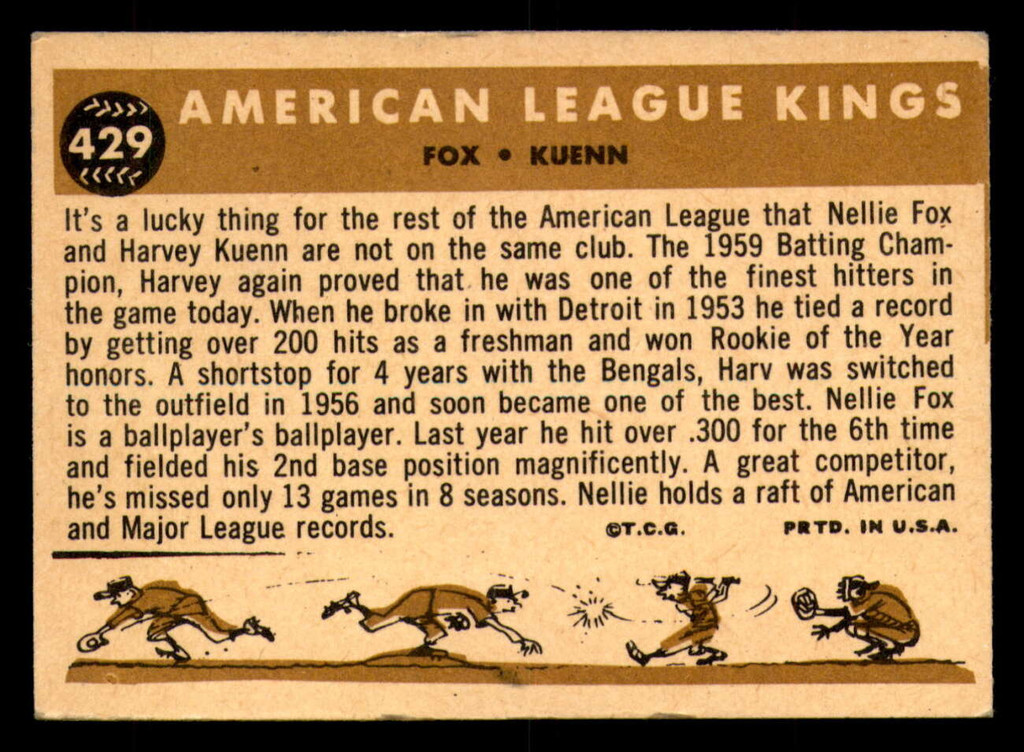 429
AMERICAN LEAGUE KINGS
FOX • KUENN
It's a lucky thing for the rest of the American League that Nellie Fox
and Harvey Kuenn are not on the same club. The 1959 Batting Cham-
pion, Harvey again proved that he was one of the finest hitters in
the game today. When he broke in with Detroit in 1953 he tied a record
by getting over 200 hits as a freshman and won Rookie of the Year
honors. A shortstop for 4 years with the Bengals, Harv was switched
to the outfield in 1956 and soon became one of the best. Nellie Fox
is a ballplayer's ballplayer. Last year he hit over .300 for the 6th time
and fielded his 2nd base position magnificently. A great competitor,
he's missed only 13 games in 8 seasons. Nellie holds a raft of American
and Major League records. ©T.C.G. PRTD. IN U.S.A.